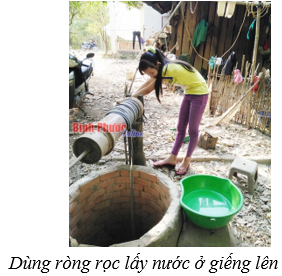 Bình Phước
Dùng ròng rọc lấy nước ở giếng lên